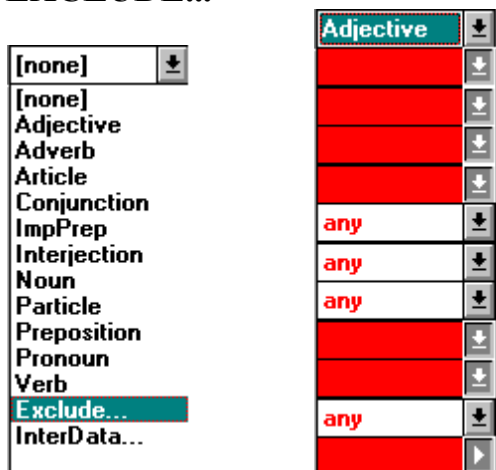 EXCLUDE...
[none]
[none]
Adjective
Adverb
Article
Conjunction
ImpPrep
Interjection
Noun
Particle
Preposition
Pronoun
Verb
Exclude...
InterData...
Adjective
any
any
any
any